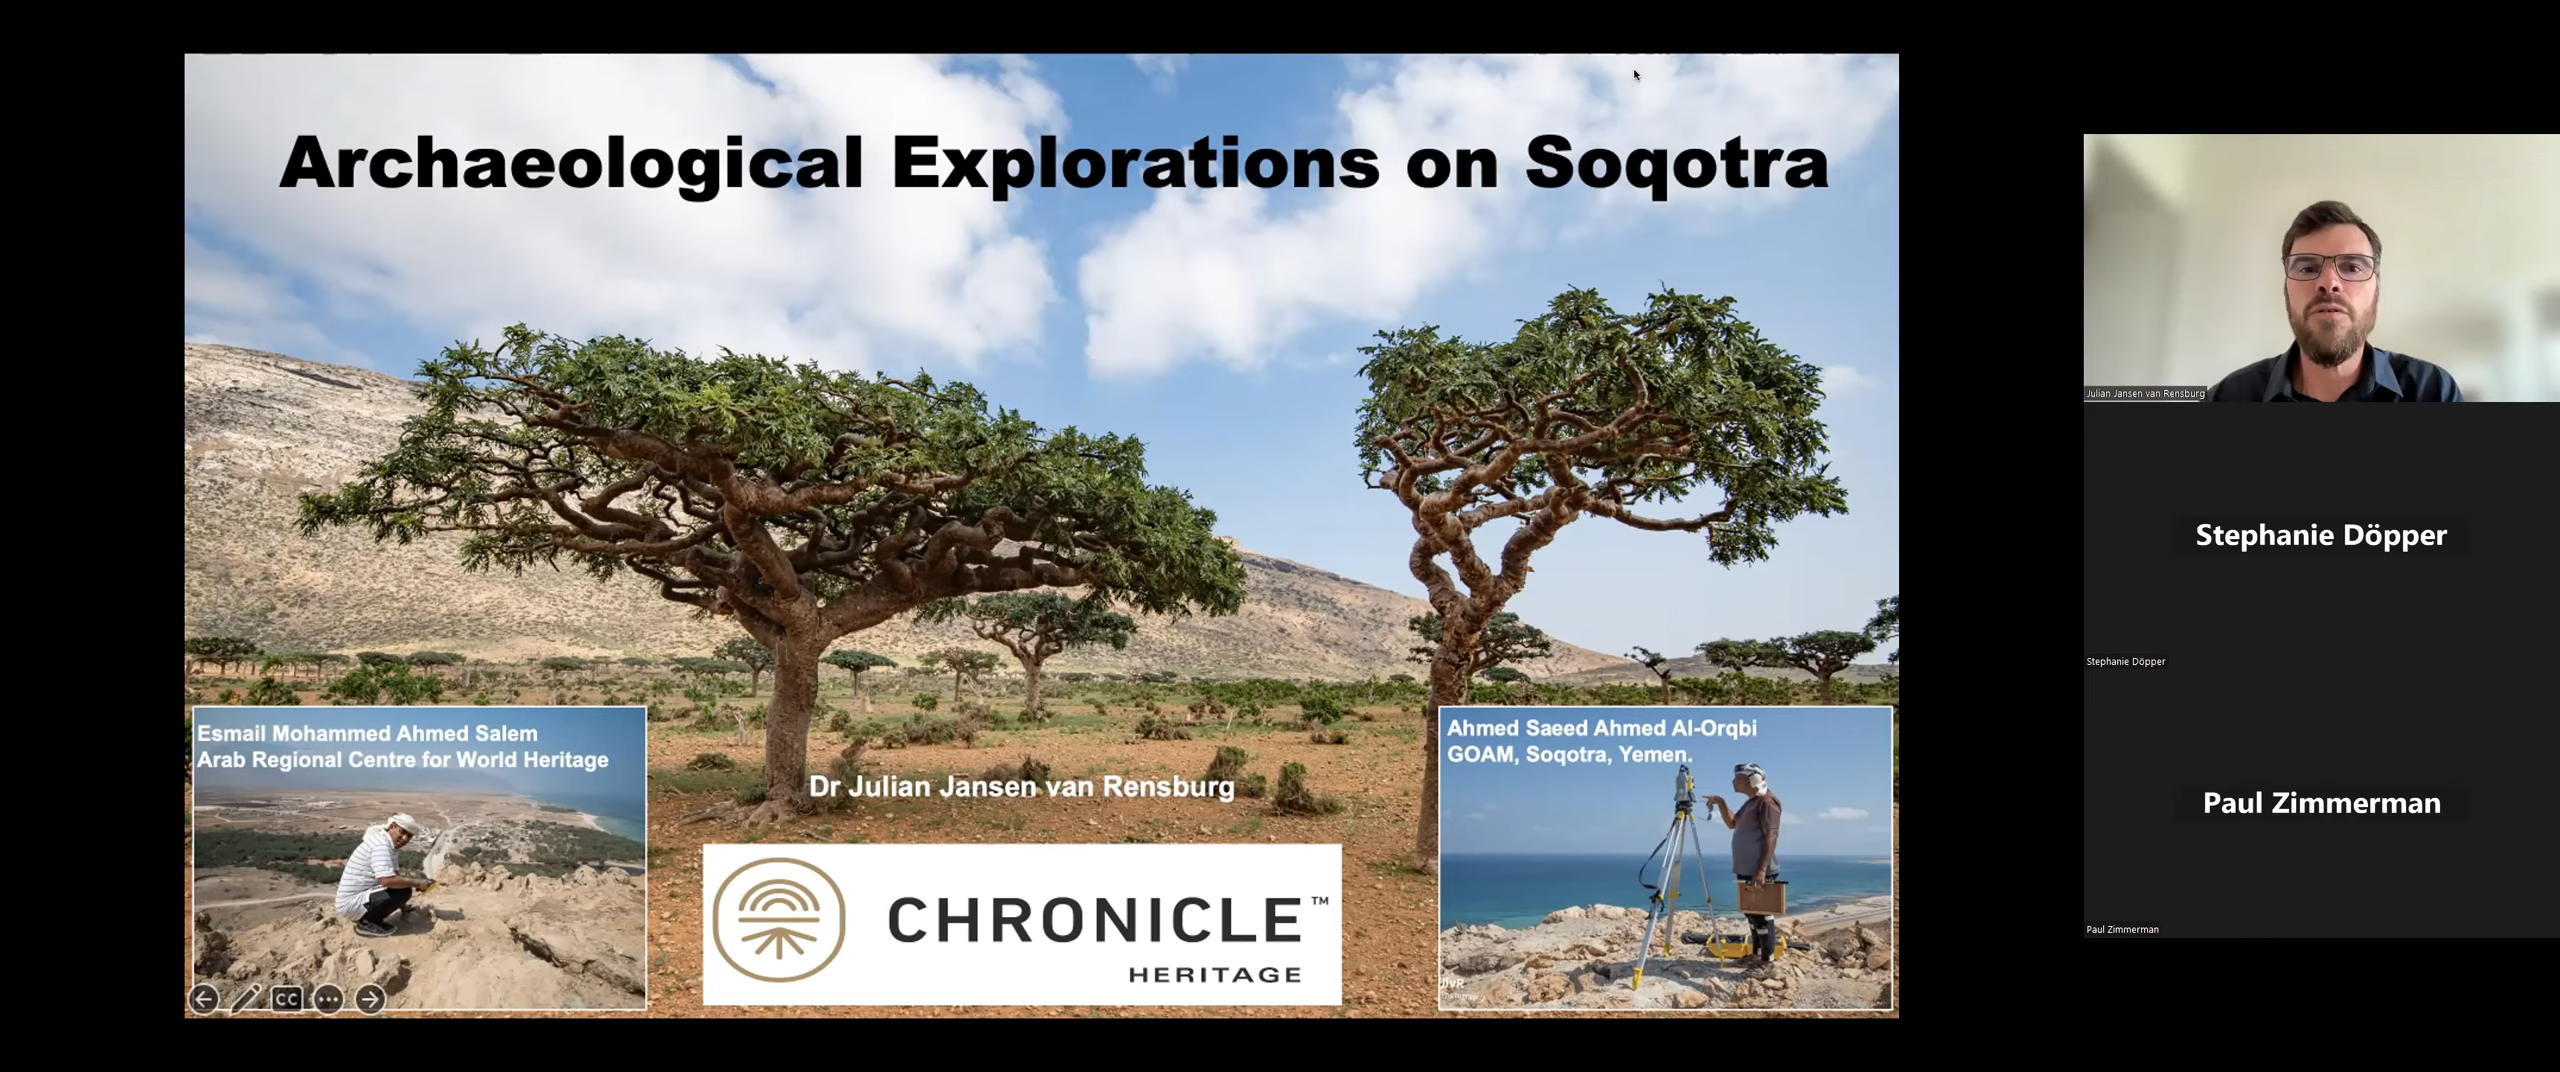 Archaeological Explorations on Soqotra
Esmail Mohammed Ahmed Salem
Arab Regional Centre for World Heritage
Dr Julian Jansen van Rensburg
CHRONICLE™
HERITAGE
Ahmed Saeed Ahmed Al-Orqbi
GOAM, Soqotra, Yemen.
JJvR
CC
Julian Jansen van Rensburg
Stephanie Döpper
Stephanie Döpper
Paul Zimmerman
Paul Zimmerman